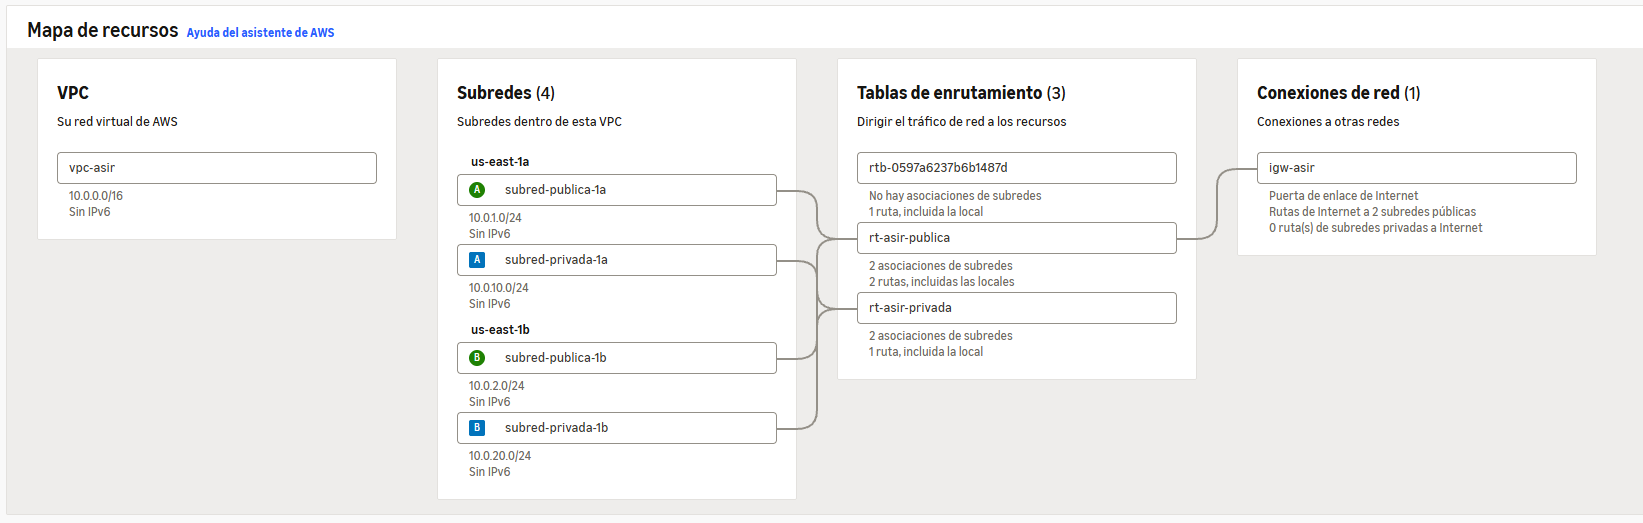 Mapa de recursos Ayuda del asistente de AWS
VPC
Su red virtual de AWS
vpc-asir
10.0.0.0/16
Sin IPv6
Subredes (4)
Subredes dentro de esta VPC
us-east-1a
A subred-publica-1a
10.0.1.0/24
Sin IPv6
A subred-privada-1a
10.0.10.0/24
Sin IPv6
us-east-1b
B subred-publica-1b
10.0.2.0/24
Sin IPv6
B subred-privada-1b
10.0.20.0/24
Sin IPv6
Tablas de enrutamiento (3)
Dirigir el tráfico de red a los recursos
rtb-0597a6237b6b1487d
No hay asociaciones de subredes
1 ruta, incluida la local
rt-asir-publica
2 asociaciones de subredes
2 rutas, incluidas las locales
rt-asir-privada
2 asociaciones de subredes
1 ruta, incluida la local
Conexiones de red (1)
Conexiones a otras redes
igw-asir
Puerta de enlace de Internet
Rutas de Internet a 2 subredes públicas
0 ruta(s) de subredes privadas a Internet